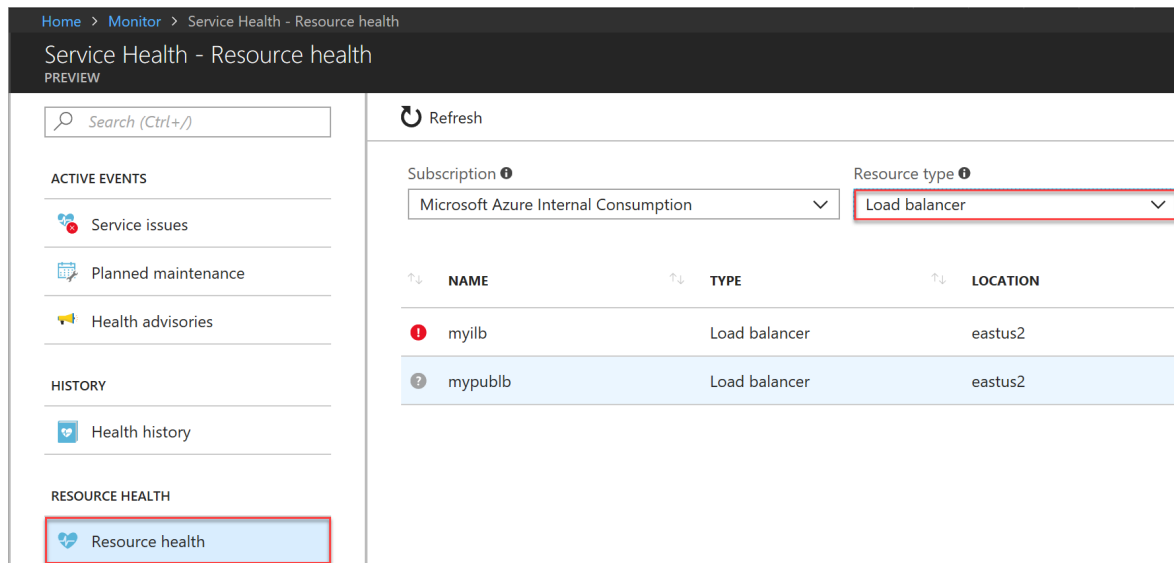 Home > Monitor > Service Health - Resource health
Service Health - Resource health
PREVIEW
Search (Ctrl+/)
ACTIVE EVENTS
Service issues
Planned maintenance
Health advisories
HISTORY
Health history
RESOURCE HEALTH
Resource health
Refresh
Subscription Resource type
Microsoft Azure Internal Consumption Load balancer
NAME TYPE LOCATION
myilb Load balancer eastus2
mypublb Load balancer eastus2